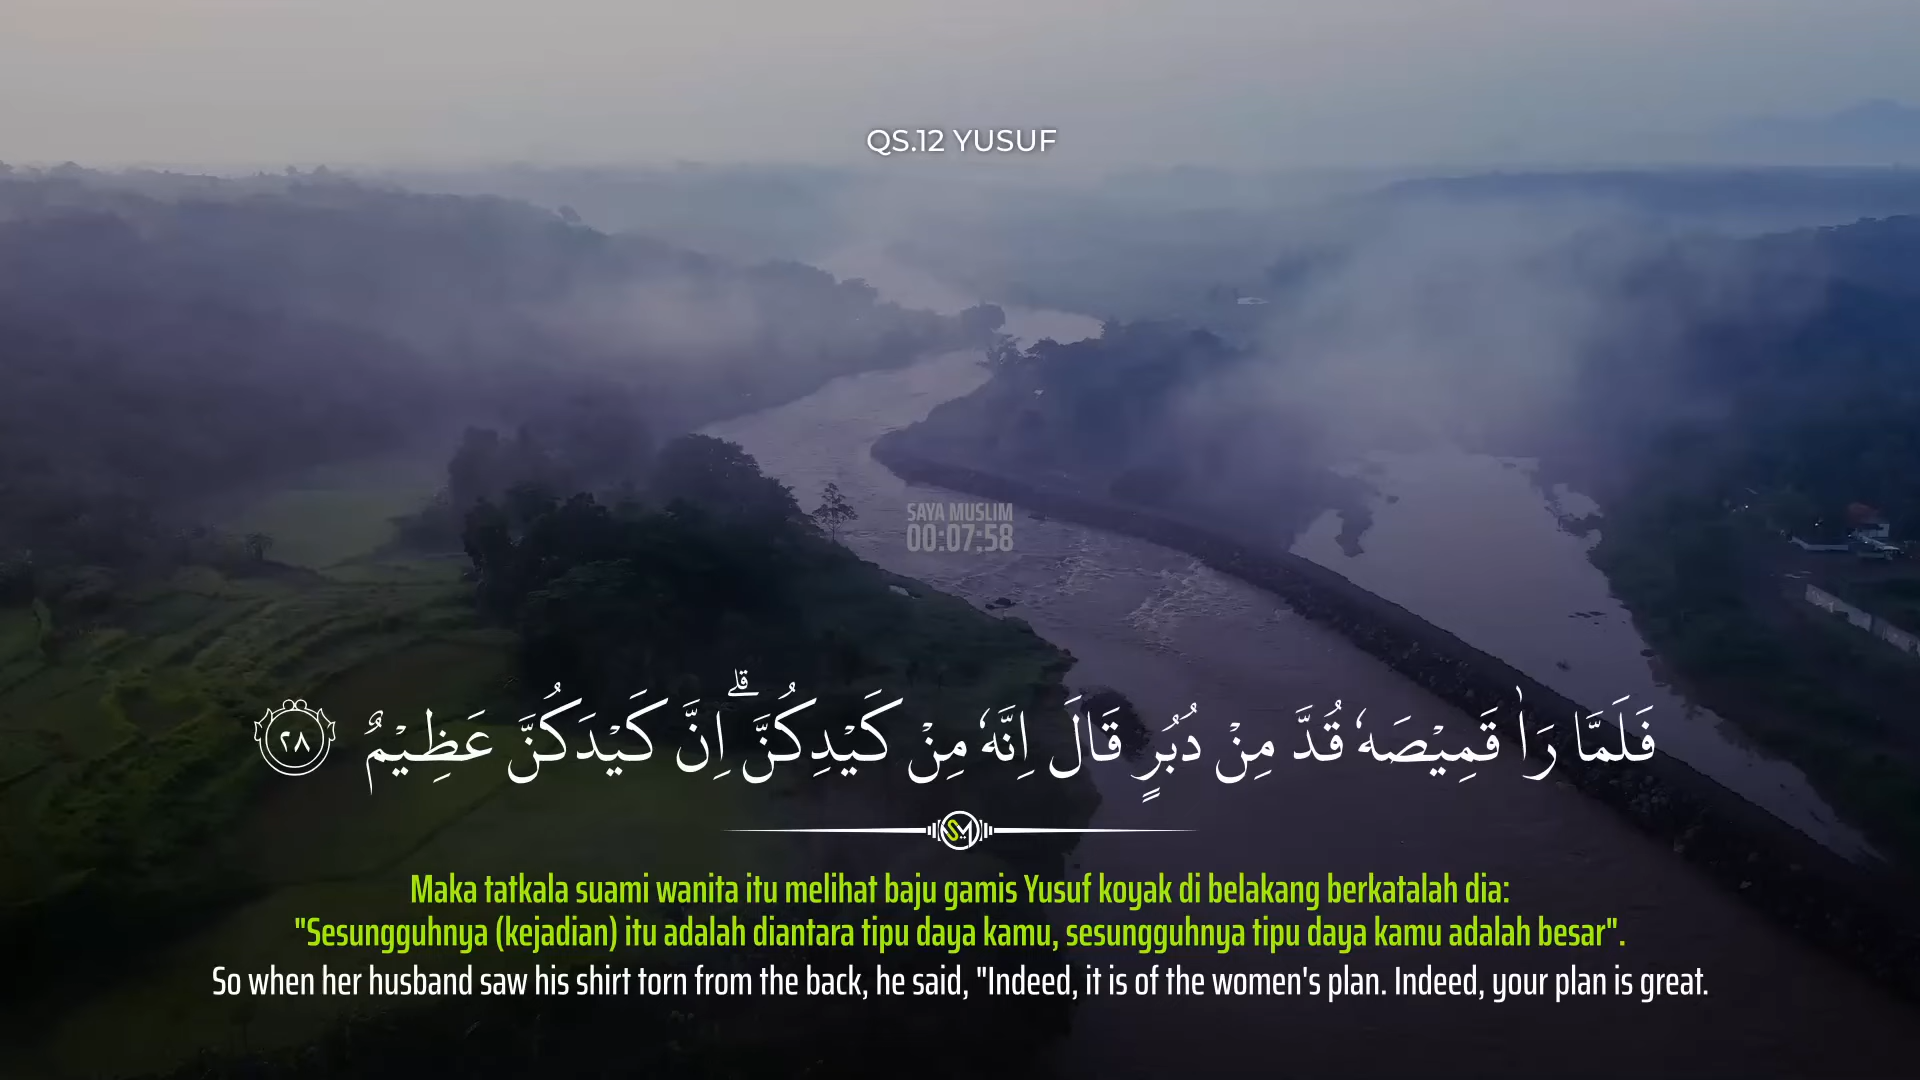 QS.12 YUSUF
SAYA MUSLIM
00:07:58
فَلَمَّا رَاٰ قَمِيْصَهٗ قُدَّ مِنْ دُبُرٍ قَالَ اِنَّهٗ مِنْ كَيْدِكُنَّ ۗاِنَّ كَيْدَكُنَّ عَظِيْمٌ ٢٨
SM
Maka tatkala suami wanita itu melihat baju gamis Yusuf koyak di belakang berkatalah dia:
"Sesungguhnya (kejadian) itu adalah diantara tipu daya kamu, sesungguhnya tipu daya kamu adalah besar".
So when her husband saw his shirt torn from the back, he said, "Indeed, it is of the women's plan. Indeed, your plan is great.